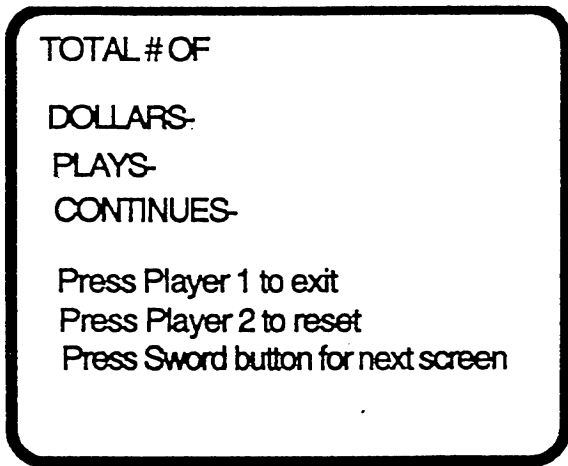 TOTAL # OF
DOLLARS-
PLAYS-
CONTINUES-
Press Player 1 to exit
Press Player 2 to reset
Press Sword button for next screen